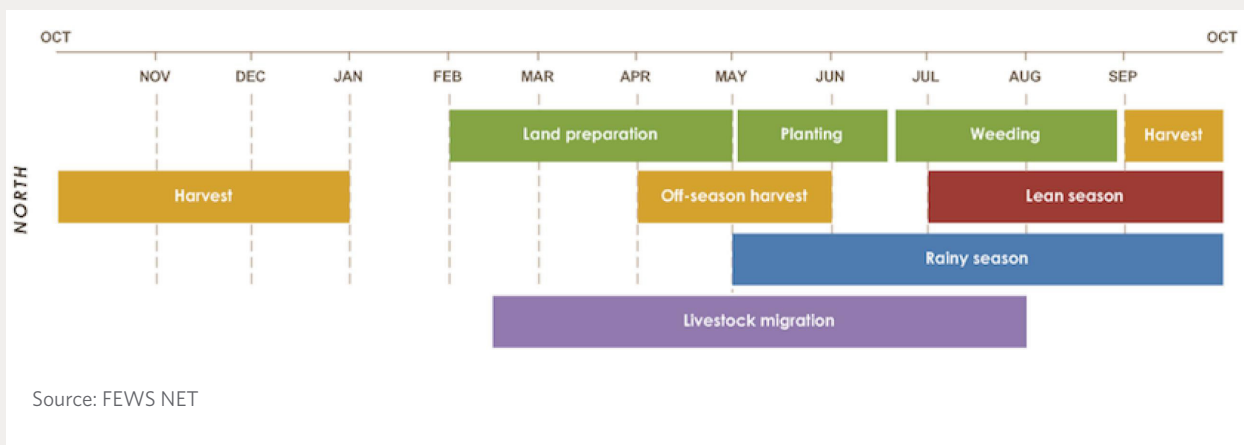 OCT OCT
NOV DEC JAN FEB MAR APR MAY JUN JUL AUG SEP
NORTH
Land preparation Planting Weeding Harvest
Harvest Off-season harvest Lean season
Rainy season
Livestock migration
Source: FEWS NET